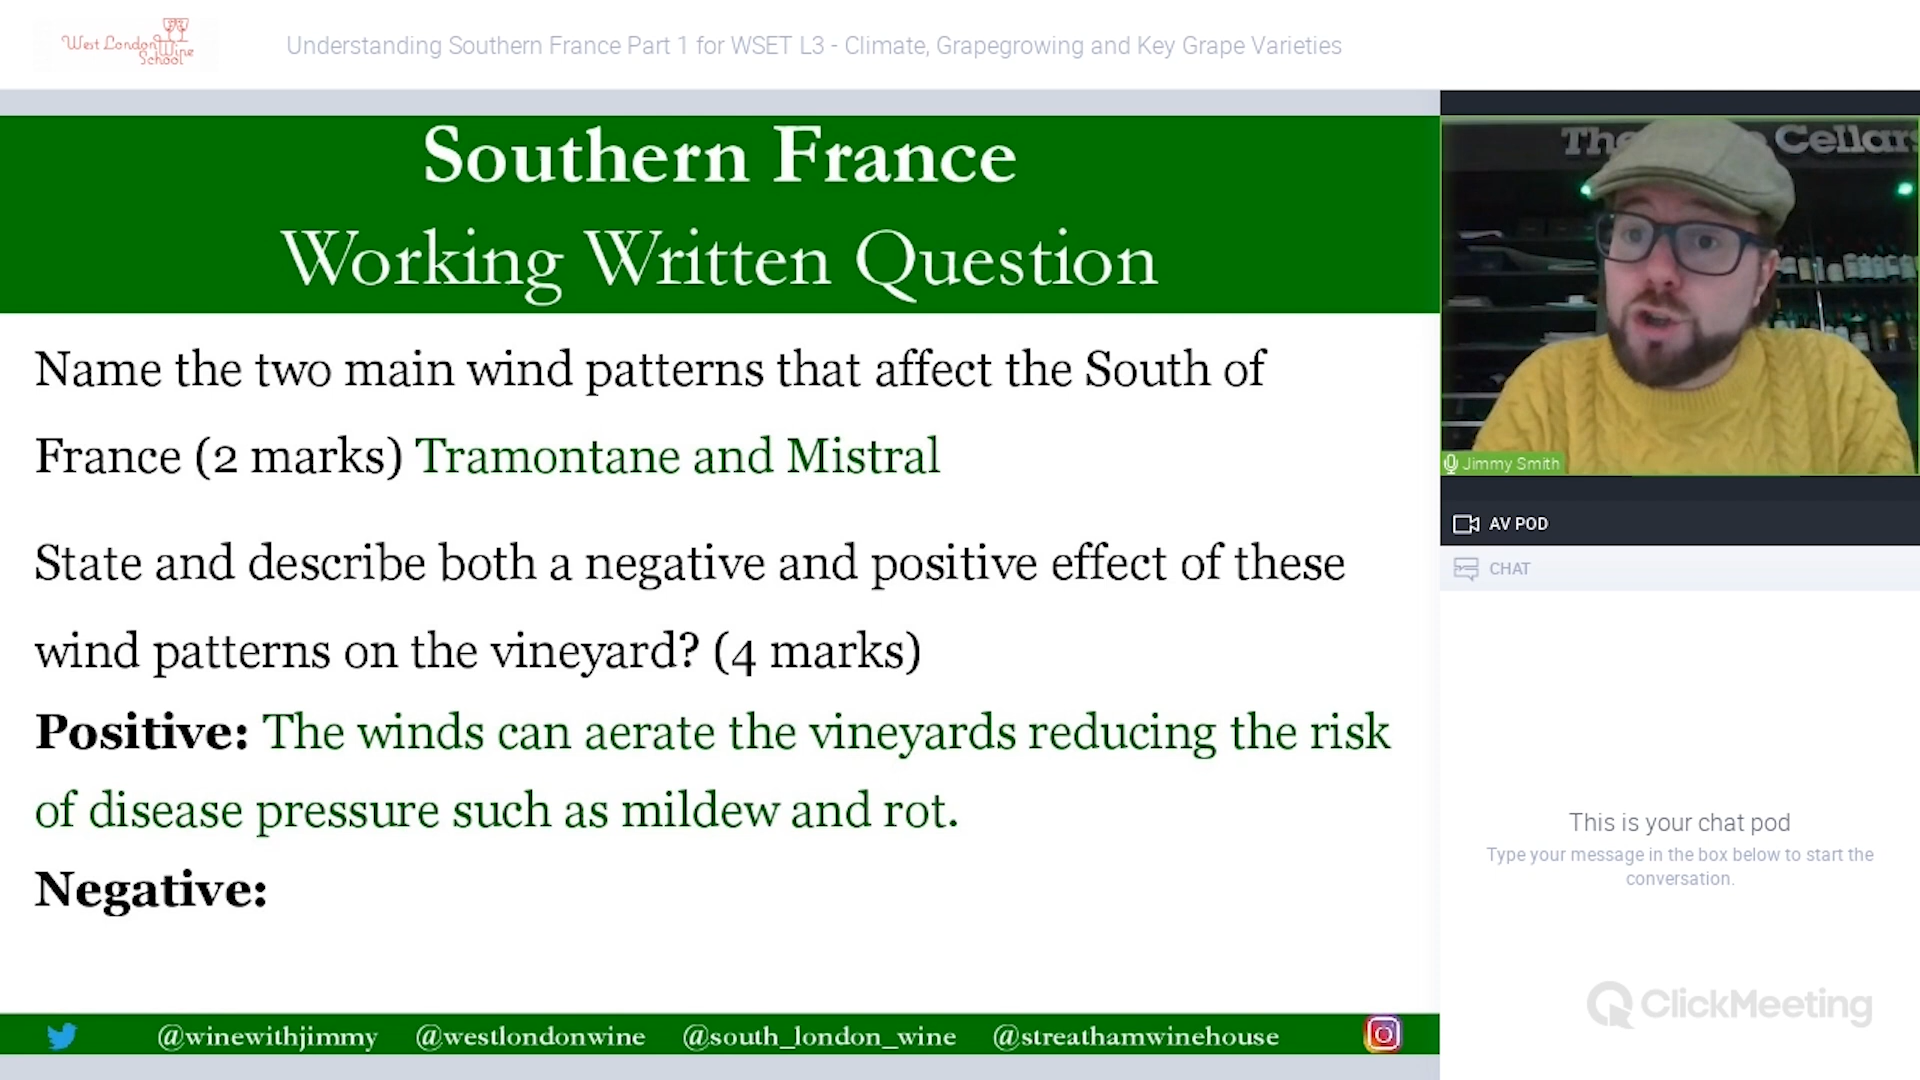 West London Wine School
Understanding Southern France Part 1 for WSET L3 - Climate, Grapegrowing and Key Grape Varieties
Southern France
Working Written Question
Name the two main wind patterns that affect the South of
France (2 marks) Tramontane and Mistral
State and describe both a negative and positive effect of these
wind patterns on the vineyard? (4 marks)
Positive: The winds can aerate the vineyards reducing the risk
of disease pressure such as mildew and rot.
Negative:
@winewithjimmy @westlondonwine @south_london_wine @streathamwinehouse
Cellars
Jimmy Smith
AV POD
CHAT
This is your chat pod
Type your message in the box below to start the
conversation.
ClickMeeting